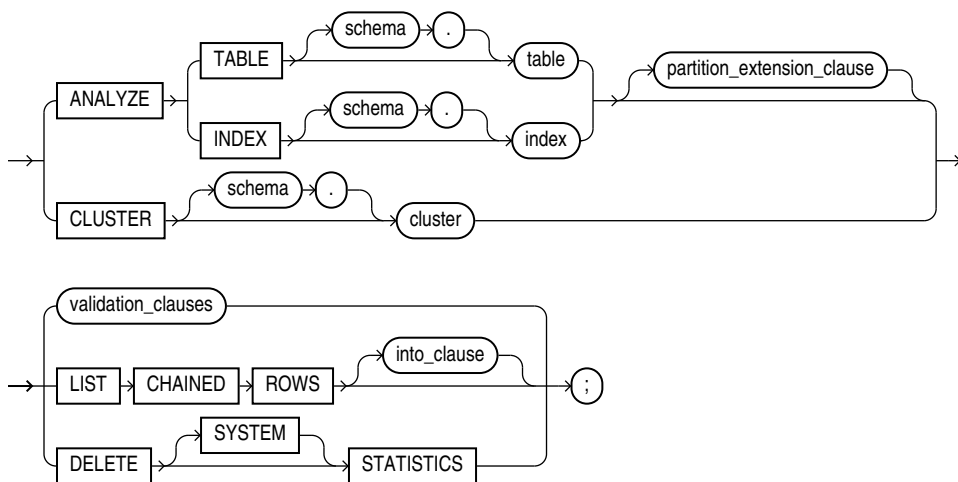 schema .
TABLE table partition_extension_clause
ANALYZE schema .
INDEX index
schema .
CLUSTER cluster
validation_clauses
into_clause
LIST CHAINED ROWS ;
SYSTEM
DELETE STATISTICS